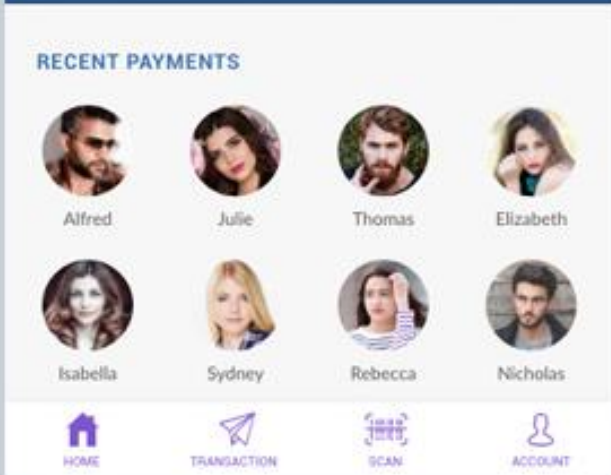 RECENT PAYMENTS
Alfred Julie Thomas Elizabeth
Isabella Sydney Rebecca Nicholas
HOME TRANSACTION SCAN ACCOUNT